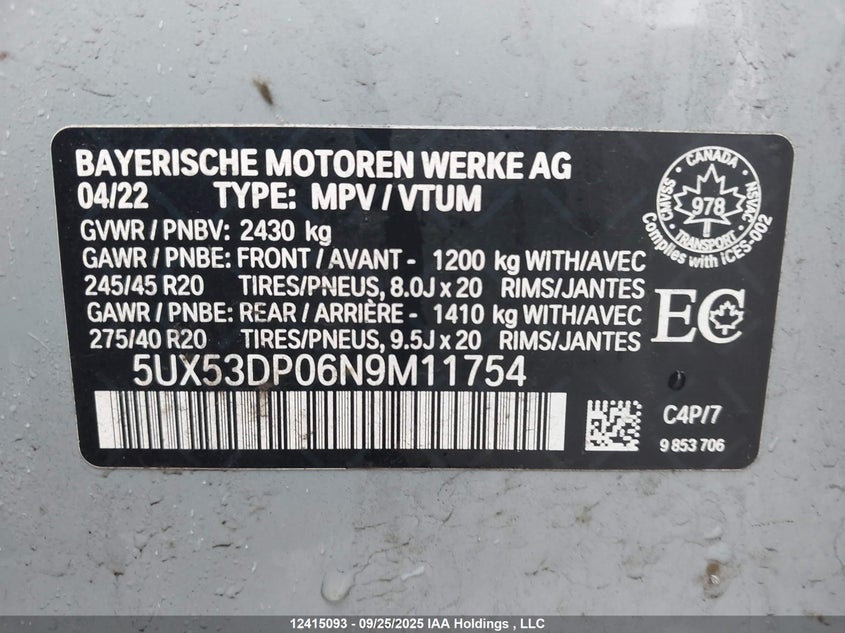 BAYERISCHE MOTOREN WERKE AG
04/22 TYPE: MPV / VTUM
GVWR / PNBV: 2430 kg
GAWR / PNBE: FRONT / AVANT - 1200 kg WITH/AVEC
245/45 R20 TIRES/PNEUS, 8.0J x 20 RIMS/JANTES
GAWR / PNBE: REAR / ARRIÈRE - 1410 kg WITH/AVEC
275/40 R20 TIRES/PNEUS, 9.5J x 20 RIMS/JANTES
5UX53DP06N9M11754
CANADA
CMVSS
978
NSVAC
TRANSPORT
Complies with ICES-002
EC
C4P/7
9 853 706
12415093 - 09/25/2025 IAA Holdings , LLC